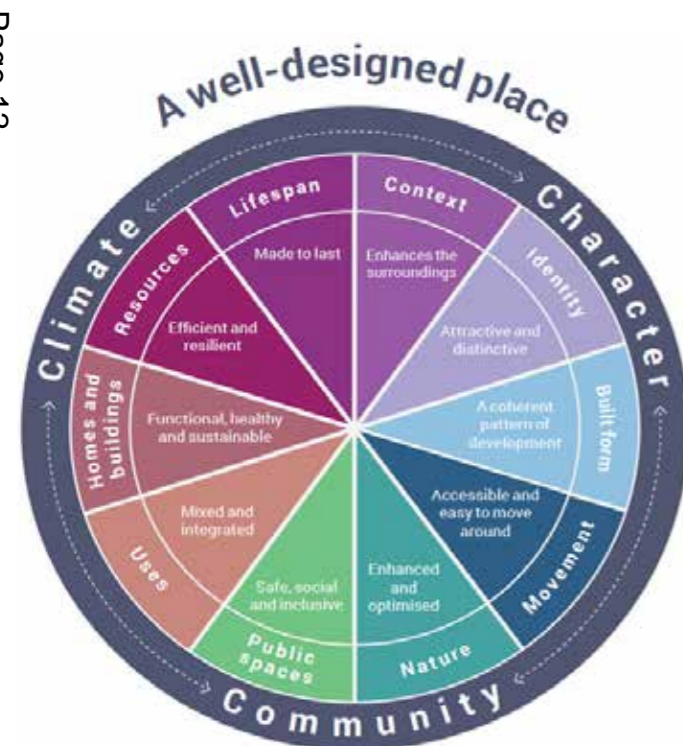 Page 13
A well-designed place
Climate
Character
Community
Context
Enhances the
surroundings
Identity
Attractive and
distinctive
Built form
A coherent
pattern of
development
Movement
Accessible and
easy to move
around
Nature
Enhanced
and
optimised
Public
spaces
Safe, social
and inclusive
Uses
Mixed and
integrated
Homes and
buildings
Functional, healthy
and sustainable
Resources
Efficient and
resilient
Lifespan
Made to last